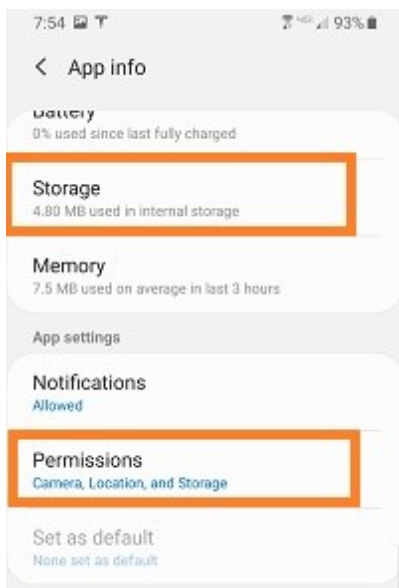 7:54 93%
< App info
Battery
0% used since last fully charged
Storage
4.80 MB used in internal storage
Memory
7.5 MB used on average in last 3 hours
App settings
Notifications
Allowed
Permissions
Camera, Location, and Storage
Set as default
None set as default